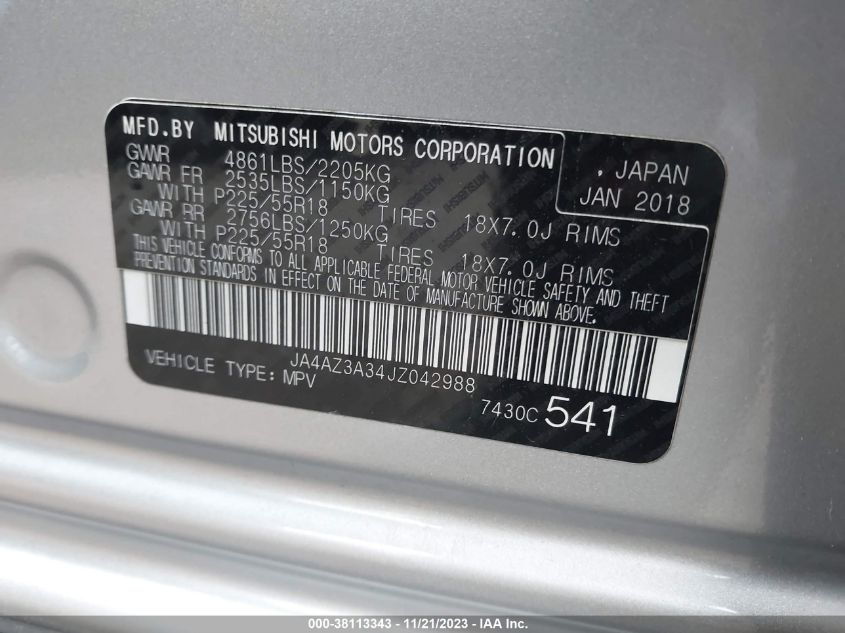 MFD.BY MITSUBISHI MOTORS CORPORATION
GVWR 4861LBS/2205KG
GAWR FR 2535LBS/1150KG
WITH P225/55R18 TIRES 18X7.0J RIMS
GAWR RR 2756LBS/1250KG
WITH P225/55R18 TIRES 18X7.0J RIMS
. JAPAN
JAN 2018
THIS VEHICLE CONFORMS TO ALL APPLICABLE FEDERAL MOTOR VEHICLE SAFETY AND THEFT
PREVENTION STANDARDS IN EFFECT ON THE DATE OF MANUFACTURE SHOWN ABOVE.
JA4AZ3A34JZ042988
VEHICLE TYPE: MPV
7430C 541
000-38113343 - 11/21/2023 - IAA Inc.